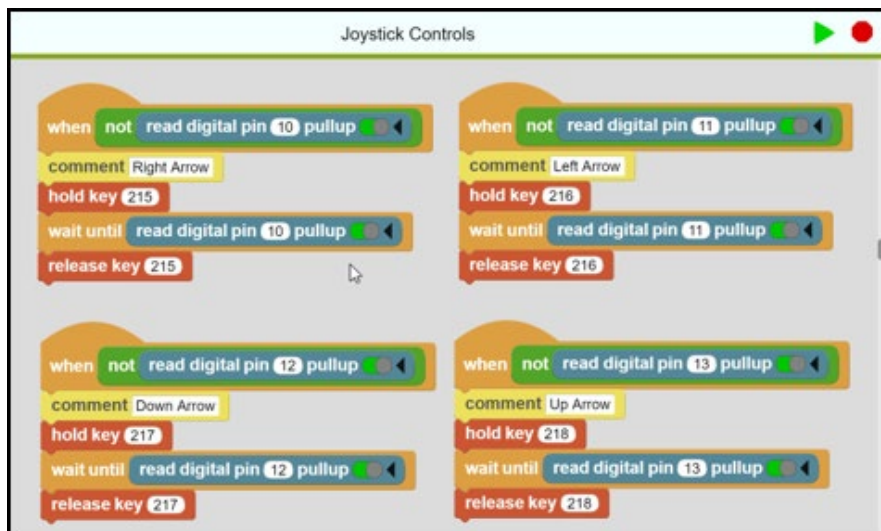 Joystick Controls
when not read digital pin 10 pullup
comment Right Arrow
hold key 215
wait until read digital pin 10 pullup
release key 215
when not read digital pin 11 pullup
comment Left Arrow
hold key 216
wait until read digital pin 11 pullup
release key 216
when not read digital pin 12 pullup
comment Down Arrow
hold key 217
wait until read digital pin 12 pullup
release key 217
when not read digital pin 13 pullup
comment Up Arrow
hold key 218
wait until read digital pin 13 pullup
release key 218